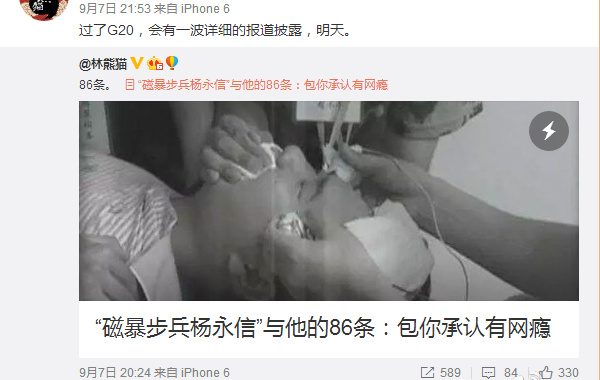 9月7日 21:53 来自 iPhone 6
过了G20，会有一波详细的报道披露，明天。
@林熊猫
86条。 “磁暴步兵杨永信”与他的86条：包你承认有网瘾
“磁暴步兵杨永信”与他的86条：包你承认有网瘾
9月7日 20:24 来自 iPhone 6 589 84 330